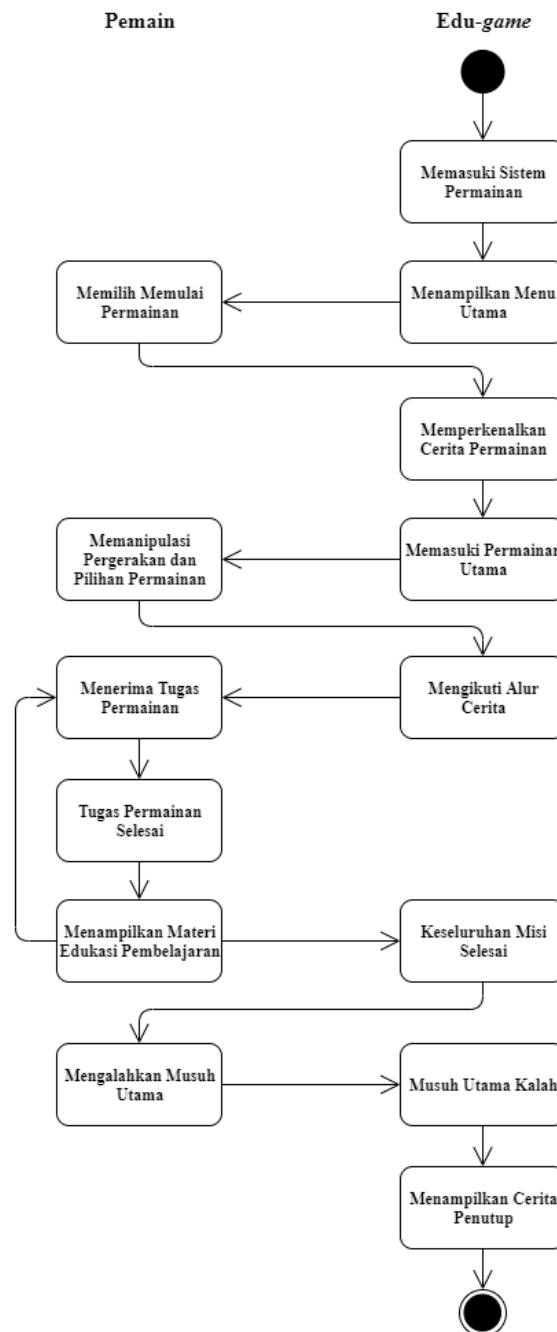 Pemain
Edu-game
Memasuki Sistem
Permainan
Menampilkan Menu
Utama
Memilih Memulai
Permainan
Memperkenalkan
Cerita Permainan
Memasuki Permainan
Utama
Memanipulasi
Pergerakan dan
Pilihan Permainan
Mengikuti Alur
Cerita
Menerima Tugas
Permainan
Tugas Permainan
Selesai
Menampilkan Materi
Edukasi Pembelajaran
Keseluruhan Misi
Selesai
Mengalahkan Musuh
Utama
Musuh Utama Kalah
Menampilkan Cerita
Penutup